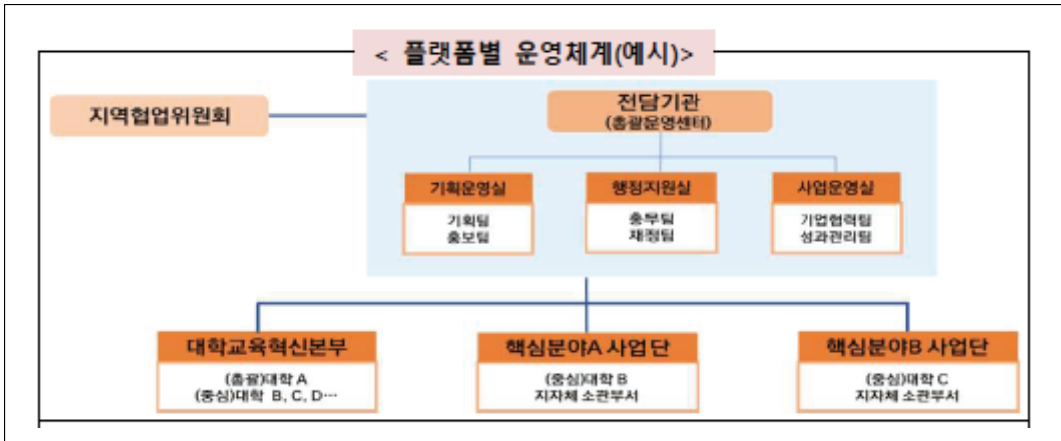 < 플랫폼별 운영체계(예시)>
지역협업위원회
전담기관
(총괄운영센터)
기획운영실
기획팀
홍보팀
행정지원실
총무팀
재정팀
사업운영실
기업협력팀
성과관리팀
대학교육혁신본부
(총괄)대학 A
(중심)대학 B, C, D…
핵심분야A 사업단
(중심)대학 B
지자체 소관부서
핵심분야B 사업단
(중심)대학 C
지자체 소관부서